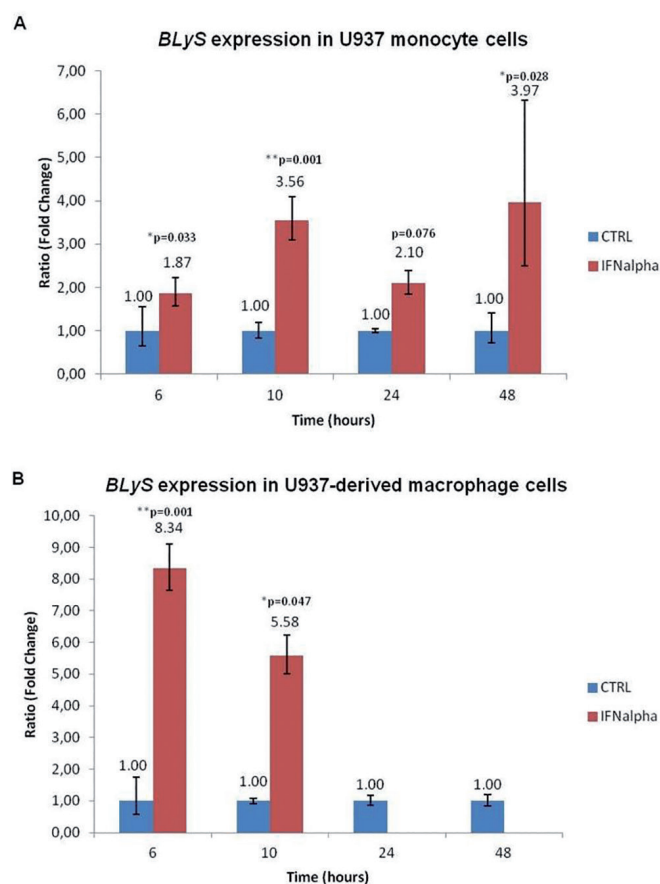 A
BLyS expression in U937 monocyte cells
7,00
6,00
5,00
4,00
3,00
2,00
1,00
0,00
Ratio (Fold Change)
1.00
*p=0.033
1.87
1.00
**p=0.001
3.56
1.00
p=0.076
2.10
1.00
*p=0.028
3.97
6
10
24
48
Time (hours)
CTRL
IFNalpha
B
BLyS expression in U937-derived macrophage cells
10,00
9,00
8,00
7,00
6,00
5,00
4,00
3,00
2,00
1,00
0,00
Ratio (Fold Change)
1.00
**p=0.001
8.34
1.00
*p=0.047
5.58
1.00
1.00
6
10
24
48
Time (hours)
CTRL
IFNalpha